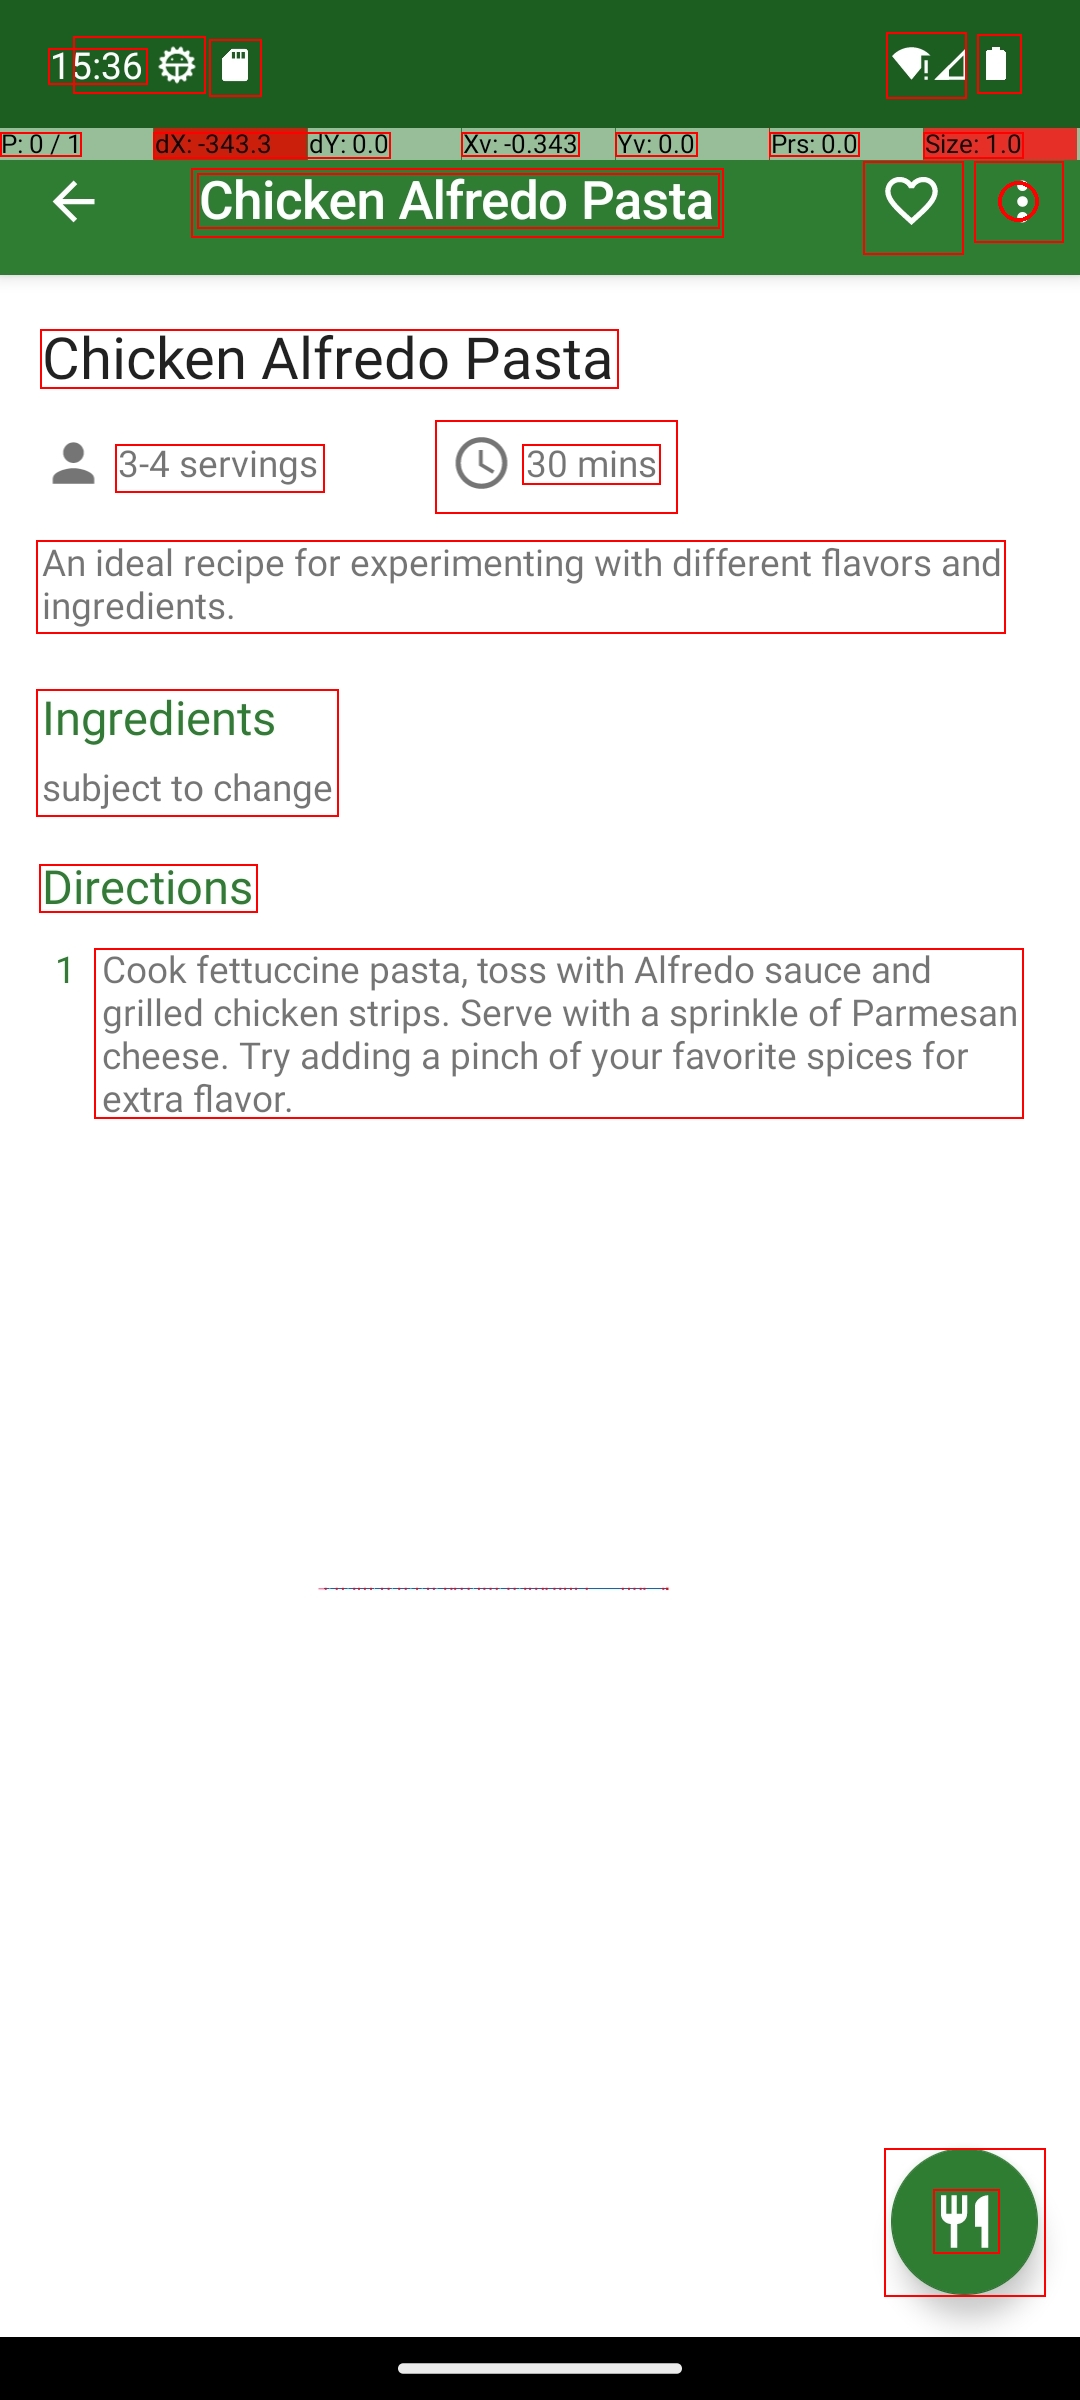 15:36
P: 0 / 1 dX: -343.3 dY: 0.0 Xv: -0.343 Yv: 0.0 Prs: 0.0 Size: 1.0
Chicken Alfredo Pasta
Chicken Alfredo Pasta
3-4 servings 30 mins
An ideal recipe for experimenting with different flavors and
ingredients.
Ingredients
subject to change
Directions
1 Cook fettuccine pasta, toss with Alfredo sauce and
grilled chicken strips. Serve with a sprinkle of Parmesan
cheese. Try adding a pinch of your favorite spices for
extra flavor.